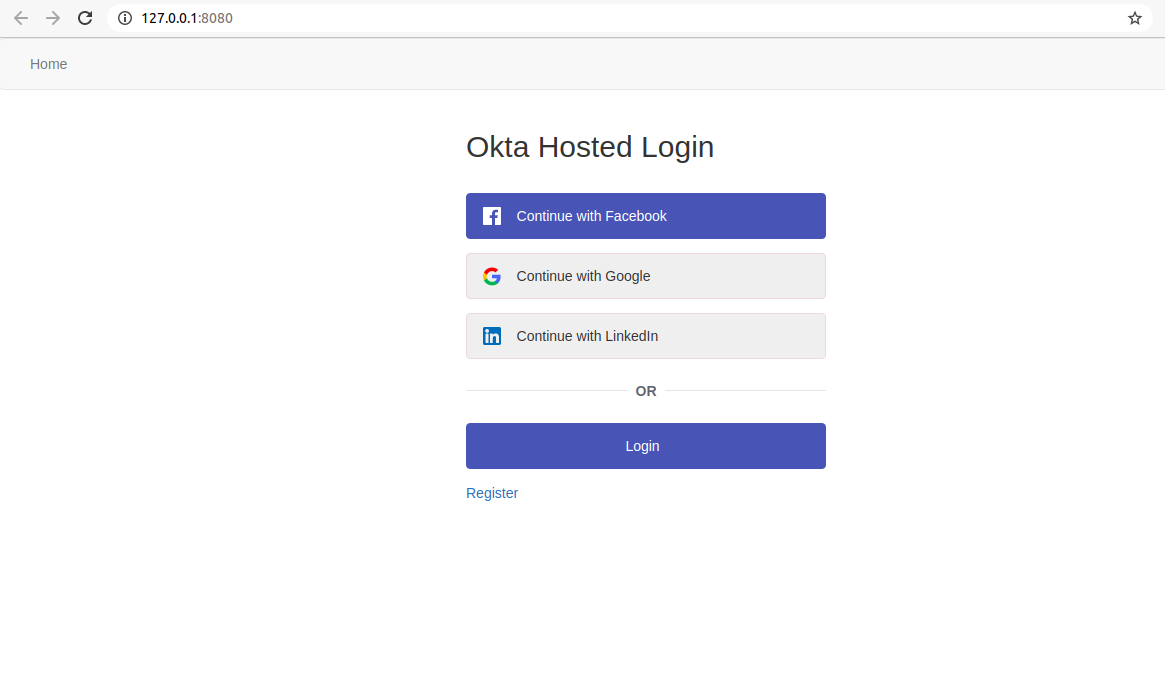 127.0.0.1:8080
Home
Okta Hosted Login
Continue with Facebook
Continue with Google
Continue with LinkedIn
OR
Login
Register